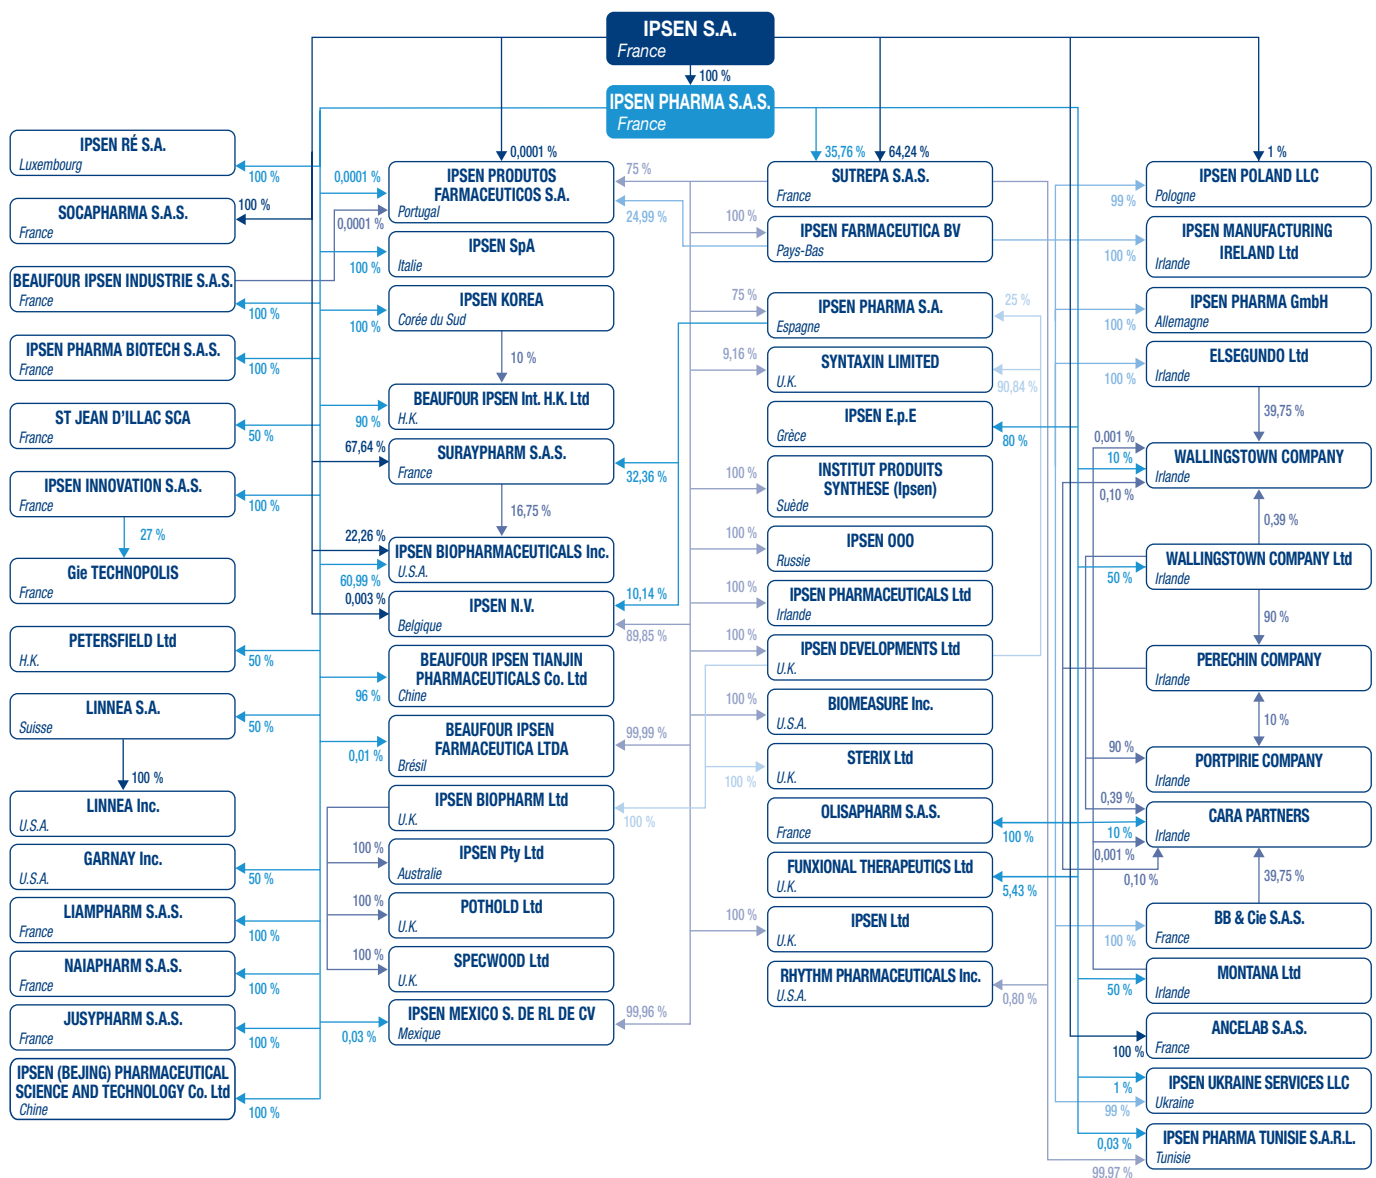 IPSEN S.A.
France
100 %
IPSEN PHARMA S.A.S.
France
IPSEN RÉ S.A.
Luxembourg
100 %
SOCAPHARMA S.A.S.
France
100 %
BEAUFOUR IPSEN INDUSTRIE S.A.S.
France
100 %
IPSEN PHARMA BIOTECH S.A.S.
France
100 %
ST JEAN D'ILLAC SCA
France
50 %
IPSEN INNOVATION S.A.S.
France
100 %
27 %
Gie TECHNOPOLIS
France
PETERSFIELD Ltd
H.K.
50 %
LINNEA S.A.
Suisse
50 %
100 %
LINNEA Inc.
U.S.A.
GARNAY Inc.
U.S.A.
50 %
LIAMPHARM S.A.S.
France
100 %
NAIAPHARM S.A.S.
France
100 %
JUSYPHARM S.A.S.
France
100 %
IPSEN (BEJING) PHARMACEUTICAL
SCIENCE AND TECHNOLOGY Co. Ltd
Chine
100 %
0,0001 %
0,0001 %
IPSEN PRODUTOS
FARMACEUTICOS S.A.
Portugal
0,0001 %
75 %
24,99 %
IPSEN SpA
Italie
100 %
IPSEN KOREA
Corée du Sud
100 %
10 %
BEAUFOUR IPSEN Int. H.K. Ltd
H.K.
90 %
67,64 %
SURAYPHARM S.A.S.
France
32,36 %
16,75 %
22,26 %
IPSEN BIOPHARMACEUTICALS Inc.
U.S.A.
60,99 %
0,003 %
IPSEN N.V.
Belgique
10,14 %
89,85 %
BEAUFOUR IPSEN TIANJIN
PHARMACEUTICALS Co. Ltd
Chine
96 %
BEAUFOUR IPSEN
FARMACEUTICA LTDA
Brésil
0,01 %
99,99 %
IPSEN BIOPHARM Ltd
U.K.
100 %
100 %
IPSEN Pty Ltd
Australie
100 %
POTHOLD Ltd
U.K.
100 %
SPECWOOD Ltd
U.K.
IPSEN MEXICO S. DE RL DE CV
Mexique
0,03 %
99,96 %
35,76 %
64,24 %
SUTREPA S.A.S.
France
100 %
IPSEN FARMACEUTICA BV
Pays-Bas
75 %
IPSEN PHARMA S.A.
Espagne
25 %
9,16 %
SYNTAXIN LIMITED
U.K.
90,84 %
IPSEN E.p.E
Grèce
80 %
100 %
INSTITUT PRODUITS
SYNTHESE (Ipsen)
Suède
100 %
IPSEN OOO
Russie
100 %
IPSEN PHARMACEUTICALS Ltd
Irlande
100 %
IPSEN DEVELOPMENTS Ltd
U.K.
100 %
BIOMEASURE Inc.
U.S.A.
STERIX Ltd
U.K.
100 %
OLISAPHARM S.A.S.
France
100 %
FUNXIONAL THERAPEUTICS Ltd
U.K.
5,43 %
100 %
IPSEN Ltd
U.K.
RHYTHM PHARMACEUTICALS Inc.
U.S.A.
0,80 %
1 %
IPSEN POLAND LLC
Pologne
99 %
IPSEN MANUFACTURING
IRELAND Ltd
Irlande
100 %
IPSEN PHARMA GmbH
Allemagne
100 %
ELSEGUNDO Ltd
Irlande
100 %
39,75 %
0,001 %
10 %
WALLINGSTOWN COMPANY
Irlande
0,10 %
0,39 %
WALLINGSTOWN COMPANY Ltd
Irlande
50 %
90 %
PERECHIN COMPANY
Irlande
10 %
90 %
PORTPIRIE COMPANY
Irlande
0,39 %
CARA PARTNERS
Irlande
10 %
0,001 %
0,10 %
39,75 %
BB & Cie S.A.S.
France
100 %
MONTANA Ltd
Irlande
50 %
ANCELAB S.A.S.
France
100 %
IPSEN UKRAINE SERVICES LLC
Ukraine
1 %
99 %
IPSEN PHARMA TUNISIE S.A.R.L.
Tunisie
0,03 %
99,97 %